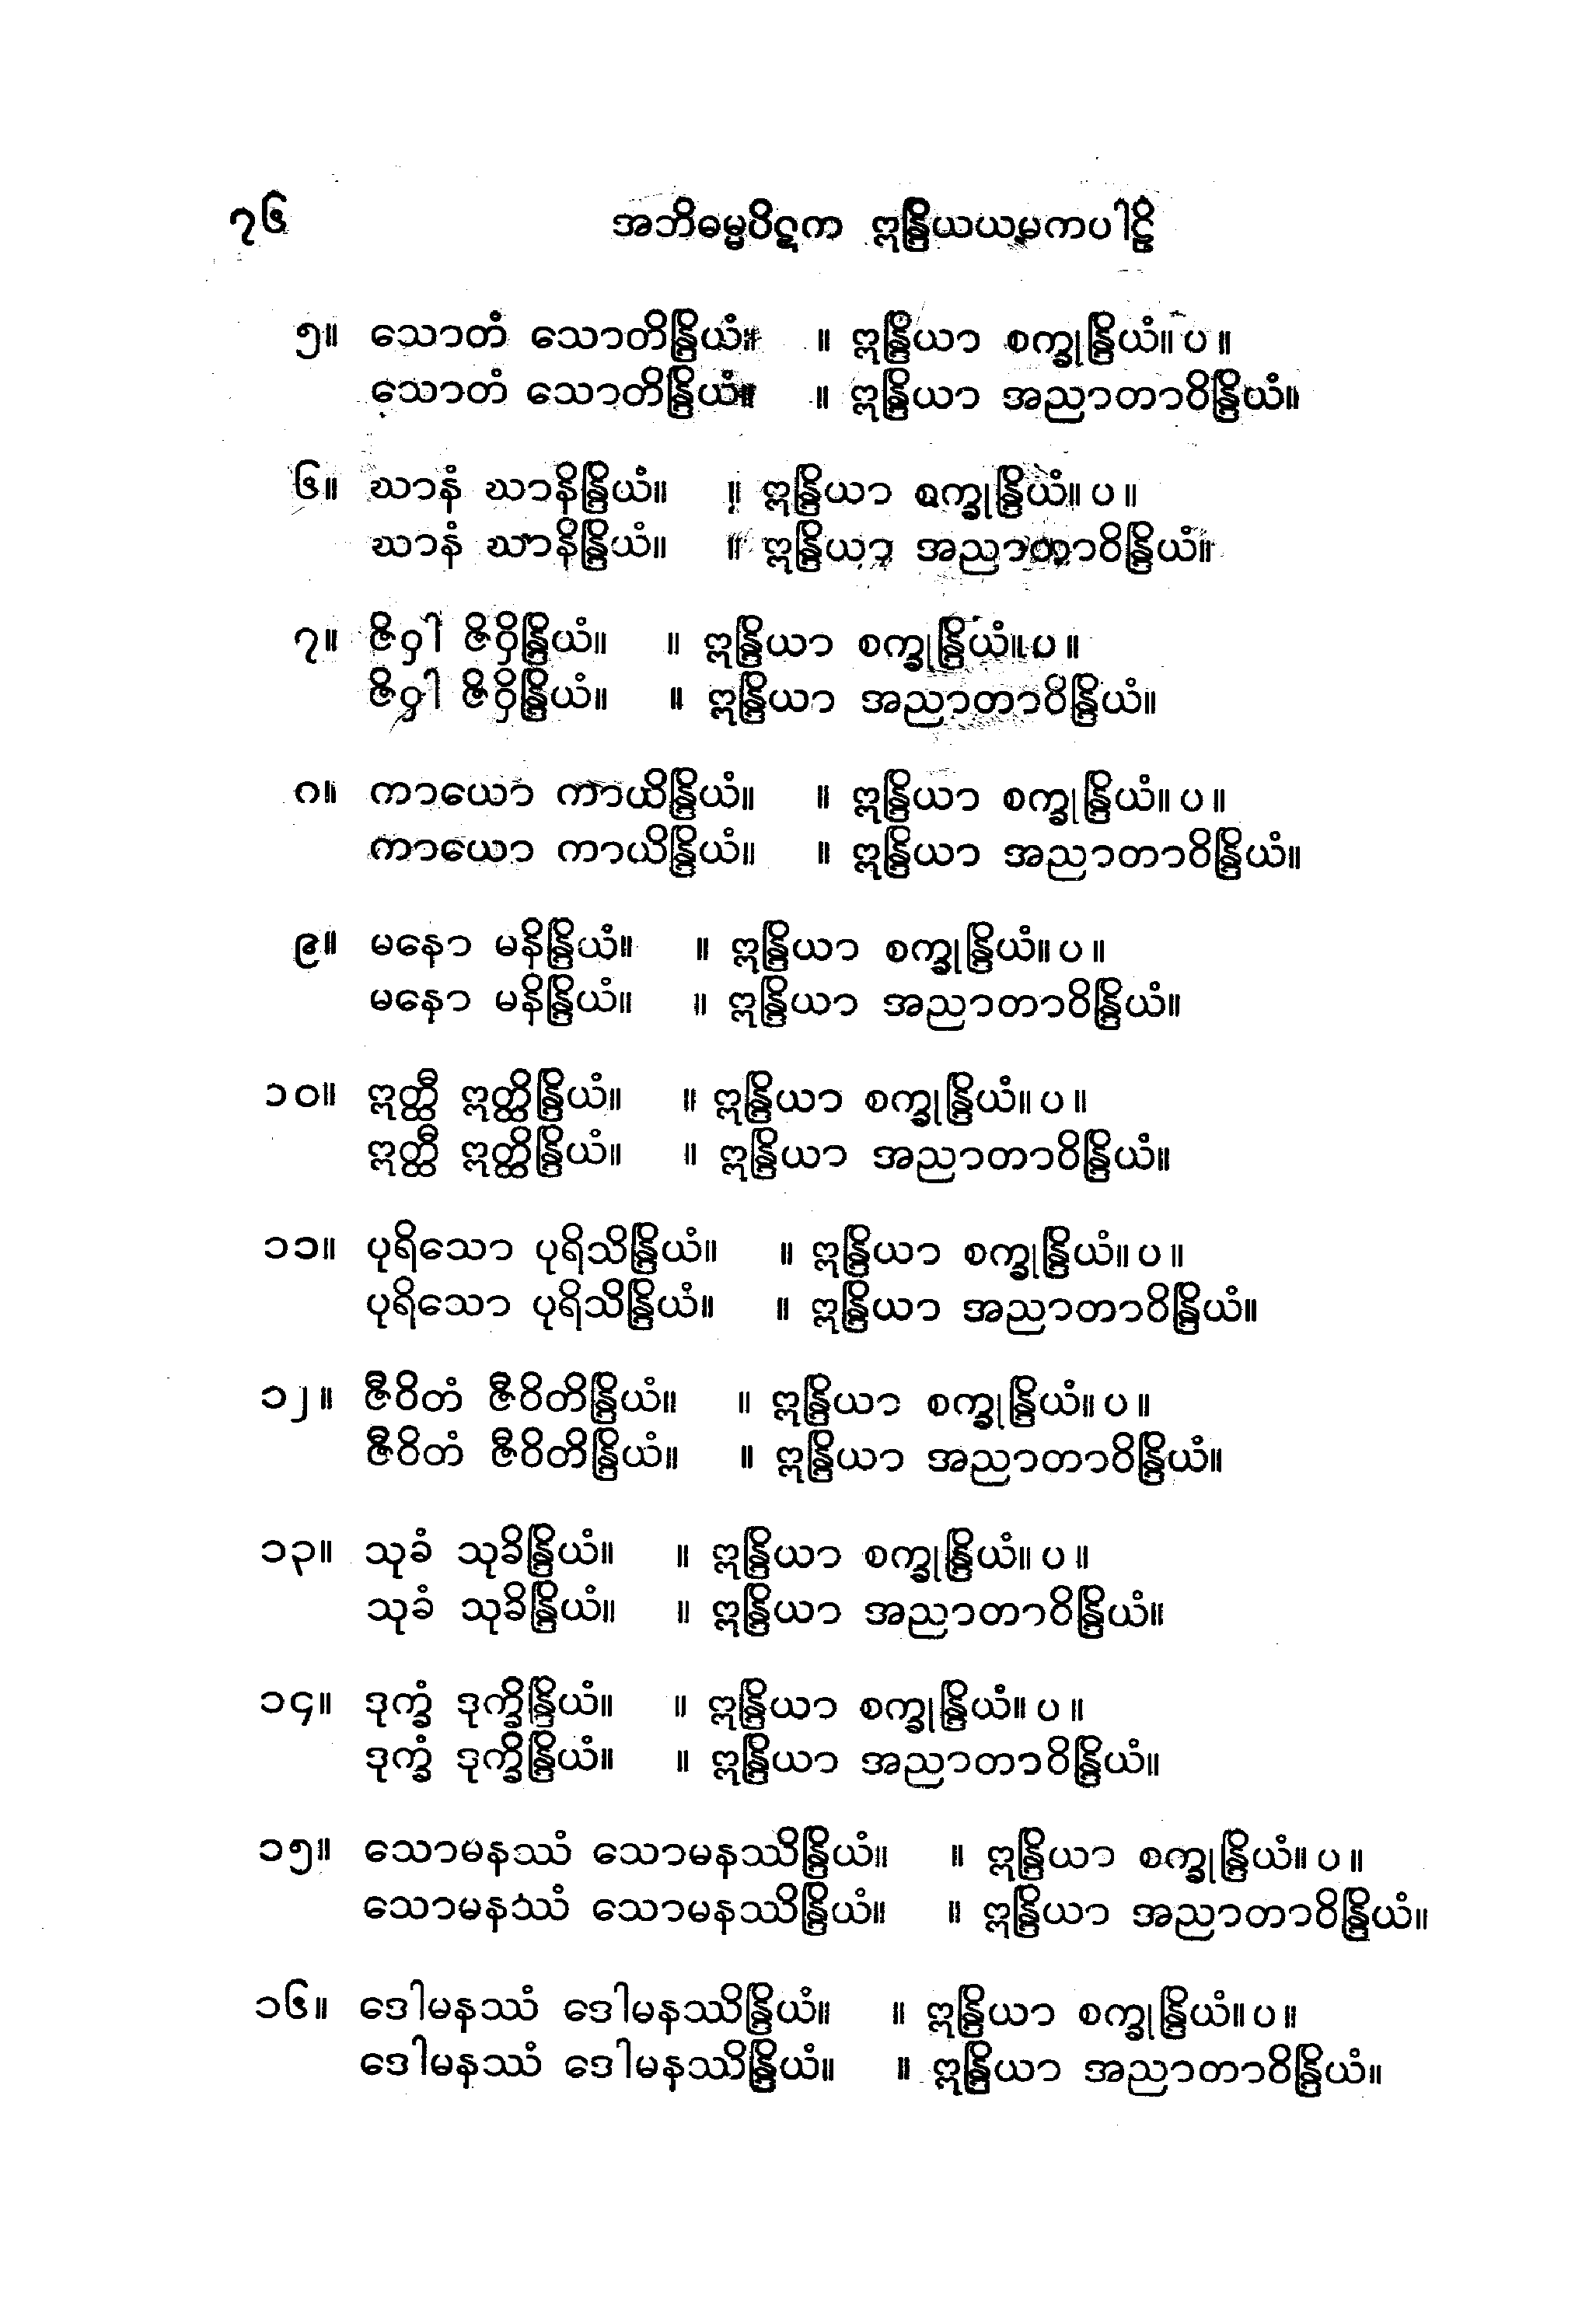 ၇၆ အဘိဓမ္မပိဋက ဣန္ဒြိယယမကပါဠိ
၅။ သောတံ သောတိန္ဒြိယံ။ ။ ဣန္ဒြိယာ စက္ခုန္ဒြိယံ။ ပ ။
သောတံ သောတိန္ဒြိယံ။ ။ ဣန္ဒြိယာ အညာတာဝိန္ဒြိယံ။
၆။ ဃာနံ ဃာနိန္ဒြိယံ။ ။ ဣန္ဒြိယာ စက္ခုန္ဒြိယံ။ ပ ။
ဃာနံ ဃာနိန္ဒြိယံ။ ။ ဣန္ဒြိယာ အညာတာဝိန္ဒြိယံ။
၇။ ဇိဝှါ ဇိဝှိန္ဒြိယံ။ ။ ဣန္ဒြိယာ စက္ခုန္ဒြိယံ။ ပ ။
ဇိဝှါ ဇိဝှိန္ဒြိယံ။ ။ ဣန္ဒြိယာ အညာတာဝိန္ဒြိယံ။
၈။ ကာယော ကာယိန္ဒြိယံ။ ။ ဣန္ဒြိယာ စက္ခုန္ဒြိယံ။ ပ ။
ကာယော ကာယိန္ဒြိယံ။ ။ ဣန္ဒြိယာ အညာတာဝိန္ဒြိယံ။
၉။ မနော မနိန္ဒြိယံ။ ။ ဣန္ဒြိယာ စက္ခုန္ဒြိယံ။ ပ ။
မနော မနိန္ဒြိယံ။ ။ ဣန္ဒြိယာ အညာတာဝိန္ဒြိယံ။
၁၀။ ဣတ္ထီ ဣတ္ထိန္ဒြိယံ။ ။ ဣန္ဒြိယာ စက္ခုန္ဒြိယံ။ ပ ။
ဣတ္ထီ ဣတ္ထိန္ဒြိယံ။ ။ ဣန္ဒြိယာ အညာတာဝိန္ဒြိယံ။
၁၁။ ပုရိသော ပုရိသိန္ဒြိယံ။ ။ ဣန္ဒြိယာ စက္ခုန္ဒြိယံ။ ပ ။
ပုရိသော ပုရိသိန္ဒြိယံ။ ။ ဣန္ဒြိယာ အညာတာဝိန္ဒြိယံ။
၁၂။ ဇီဝိတံ ဇီဝိတိန္ဒြိယံ။ ။ ဣန္ဒြိယာ စက္ခုန္ဒြိယံ။ ပ ။
ဇီဝိတံ ဇီဝိတိန္ဒြိယံ။ ။ ဣန္ဒြိယာ အညာတာဝိန္ဒြိယံ။
၁၃။ သုခံ သုခိန္ဒြိယံ။ ။ ဣန္ဒြိယာ စက္ခုန္ဒြိယံ။ ပ ။
သုခံ သုခိန္ဒြိယံ။ ။ ဣန္ဒြိယာ အညာတာဝိန္ဒြိယံ။
၁၄။ ဒုက္ခံ ဒုက္ခိန္ဒြိယံ။ ။ ဣန္ဒြိယာ စက္ခုန္ဒြိယံ။ ပ ။
ဒုက္ခံ ဒုက္ခိန္ဒြိယံ။ ။ ဣန္ဒြိယာ အညာတာဝိန္ဒြိယံ။
၁၅။ သောမနဿံ သောမနဿိန္ဒြိယံ။ ။ ဣန္ဒြိယာ စက္ခုန္ဒြိယံ။ ပ ။
သောမနဿံ သောမနဿိန္ဒြိယံ။ ။ ဣန္ဒြိယာ အညာတာဝိန္ဒြိယံ။
၁၆။ ဒေါမနဿံ ဒေါမနဿိန္ဒြိယံ။ ။ ဣန္ဒြိယာ စက္ခုန္ဒြိယံ။ ပ ။
ဒေါမနဿံ ဒေါမနဿိန္ဒြိယံ။ ။ ဣန္ဒြိယာ အညာတာဝိန္ဒြိယံ။